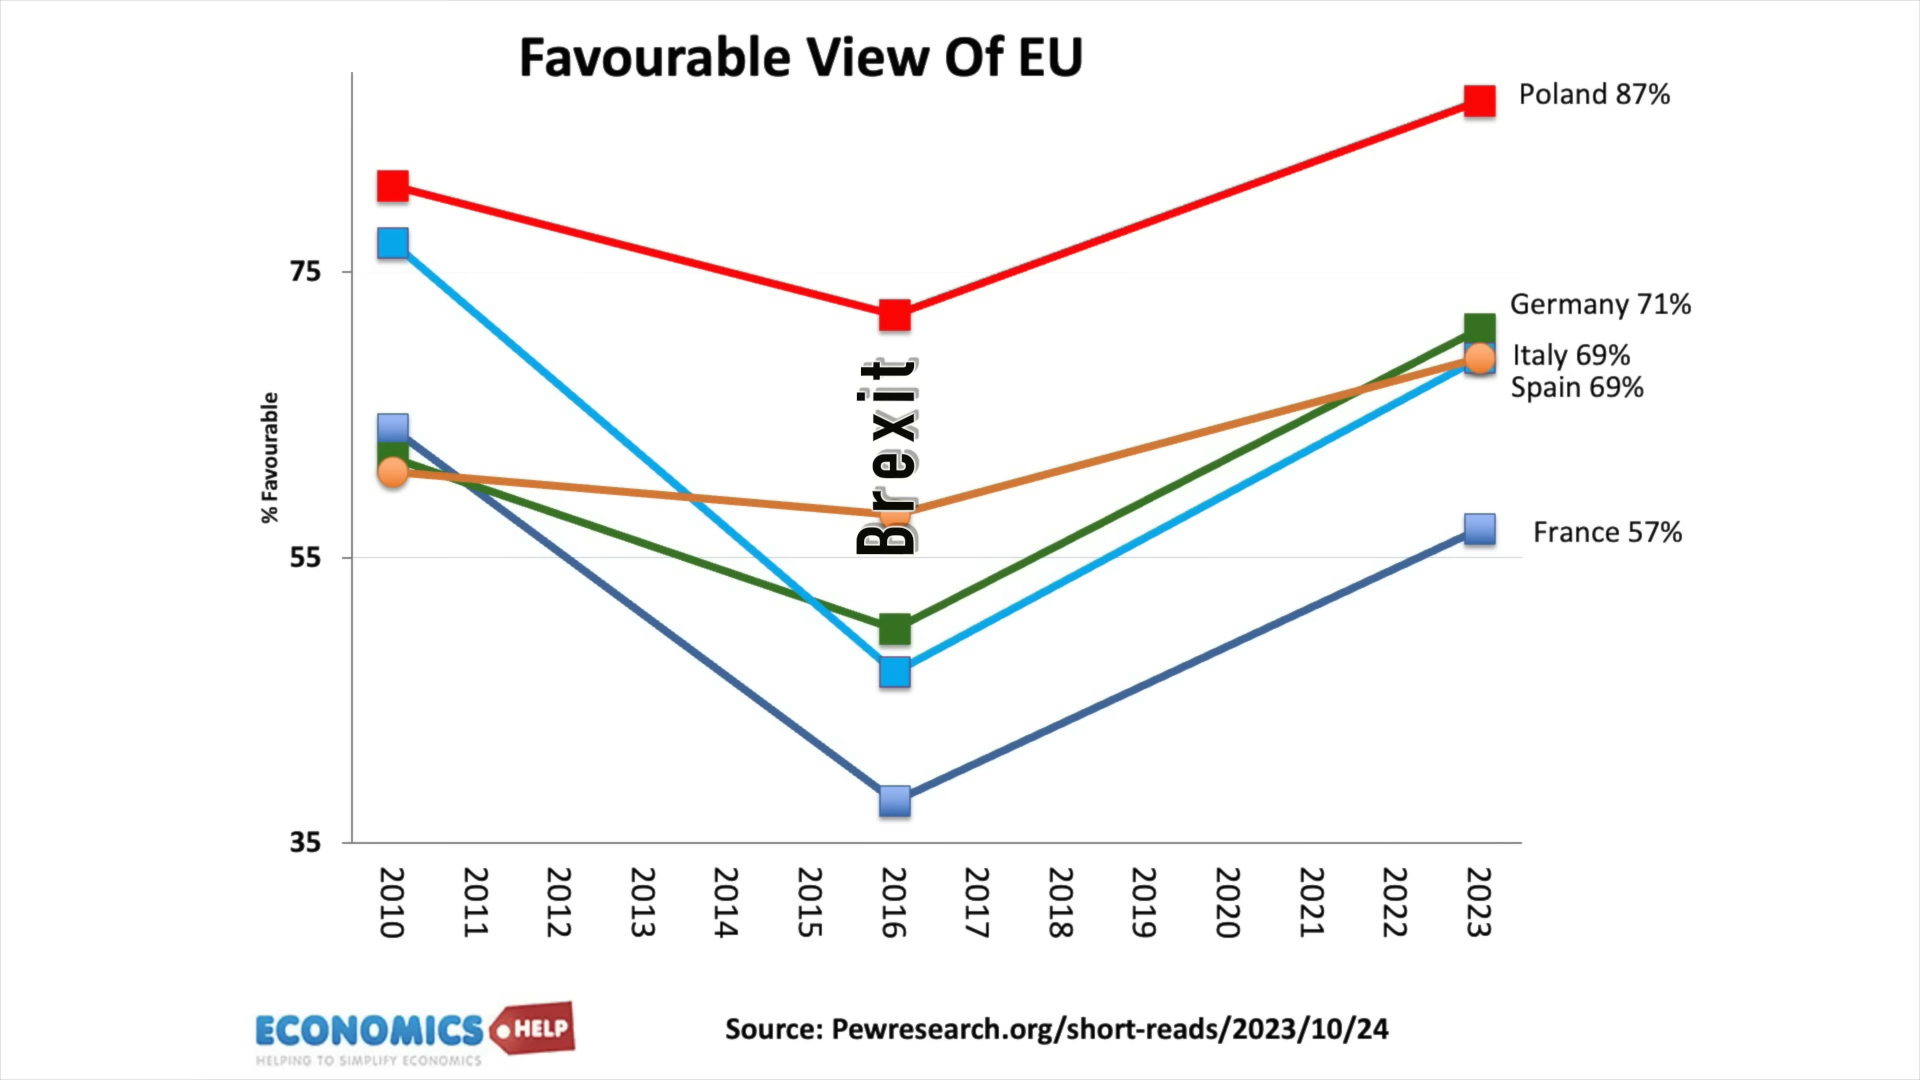 Favourable View Of EU
Poland 87%
75
Germany 71%
Italy 69%
Spain 69%
% Favourable
Brexit
France 57%
55
35
2010 2011 2012 2013 2014 2015 2016 2017 2018 2019 2020 2021 2022 2023
ECONOMICS HELP
HELPING TO SIMPLIFY ECONOMICS
Source: Pewresearch.org/short-reads/2023/10/24